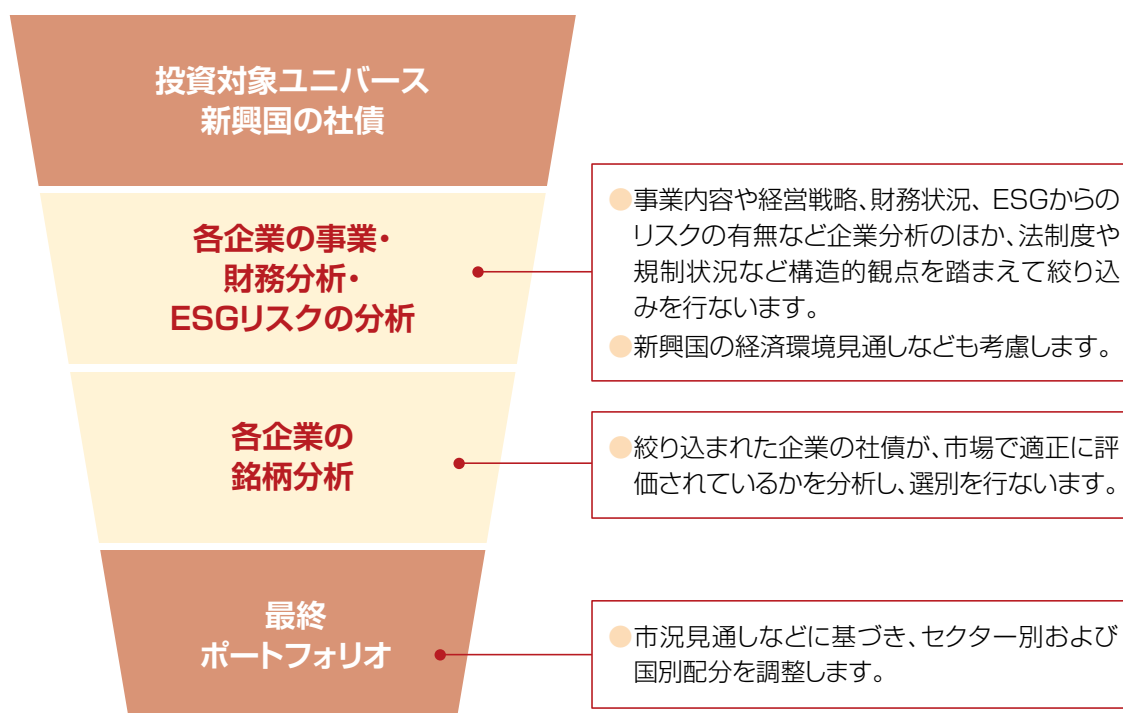 投資対象ユニバース
新興国の社債
各企業の事業・
財務分析・
ESGリスクの分析
●事業内容や経営戦略、財務状況、ESGからの
リスクの有無など企業分析のほか、法制度や
規制状況など構造的観点を踏まえて絞り込
みを行ないます。
●新興国の経済環境見通しなども考慮します。
各企業の
銘柄分析
●絞り込まれた企業の社債が、市場で適正に評
価されているかを分析し、選別を行ないます。
最終
ポートフォリオ
●市況見通しなどに基づき、セクター別および
国別配分を調整します。